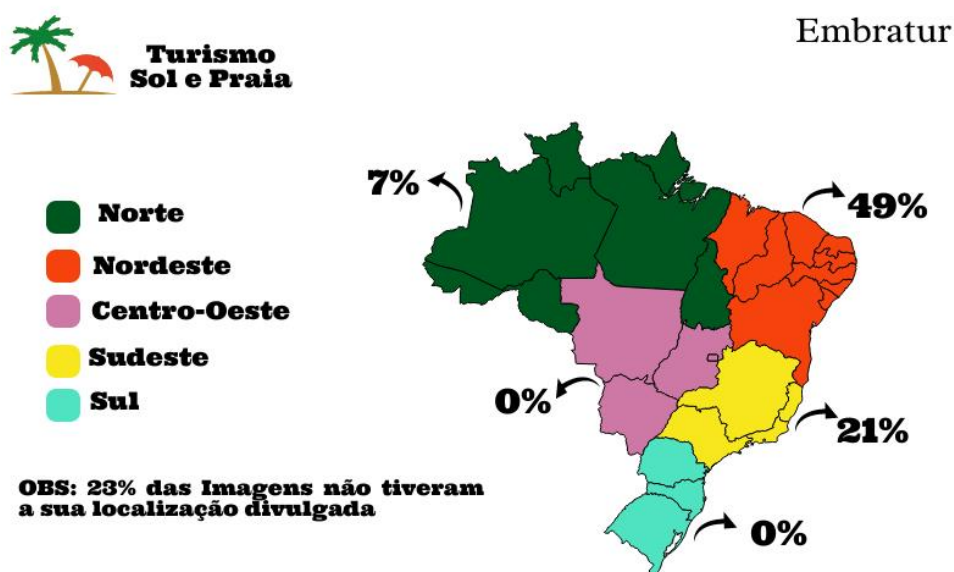 Turismo
Sol e Praia
Embratur
7%
49%
Norte
Nordeste
Centro-Oeste
Sudeste
Sul
0%
21%
0%
OBS: 23% das Imagens não tiveram
a sua localização divulgada